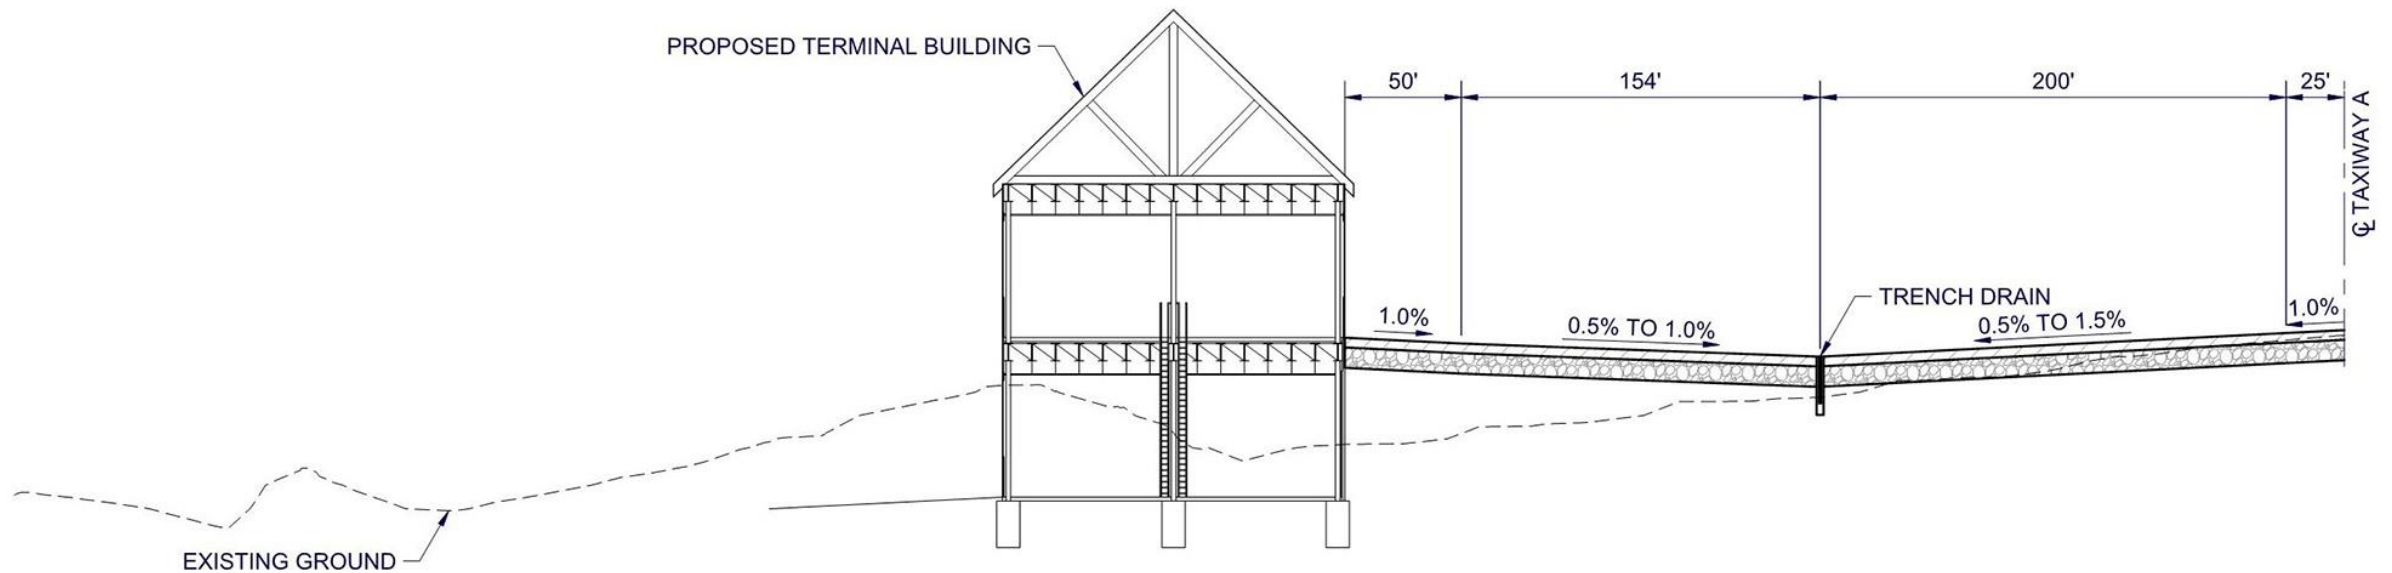 PROPOSED TERMINAL BUILDING
50'
154'
200'
25'
℄ TAXIWAY A
TRENCH DRAIN
1.0%
0.5% TO 1.0%
0.5% TO 1.5%
1.0%
EXISTING GROUND